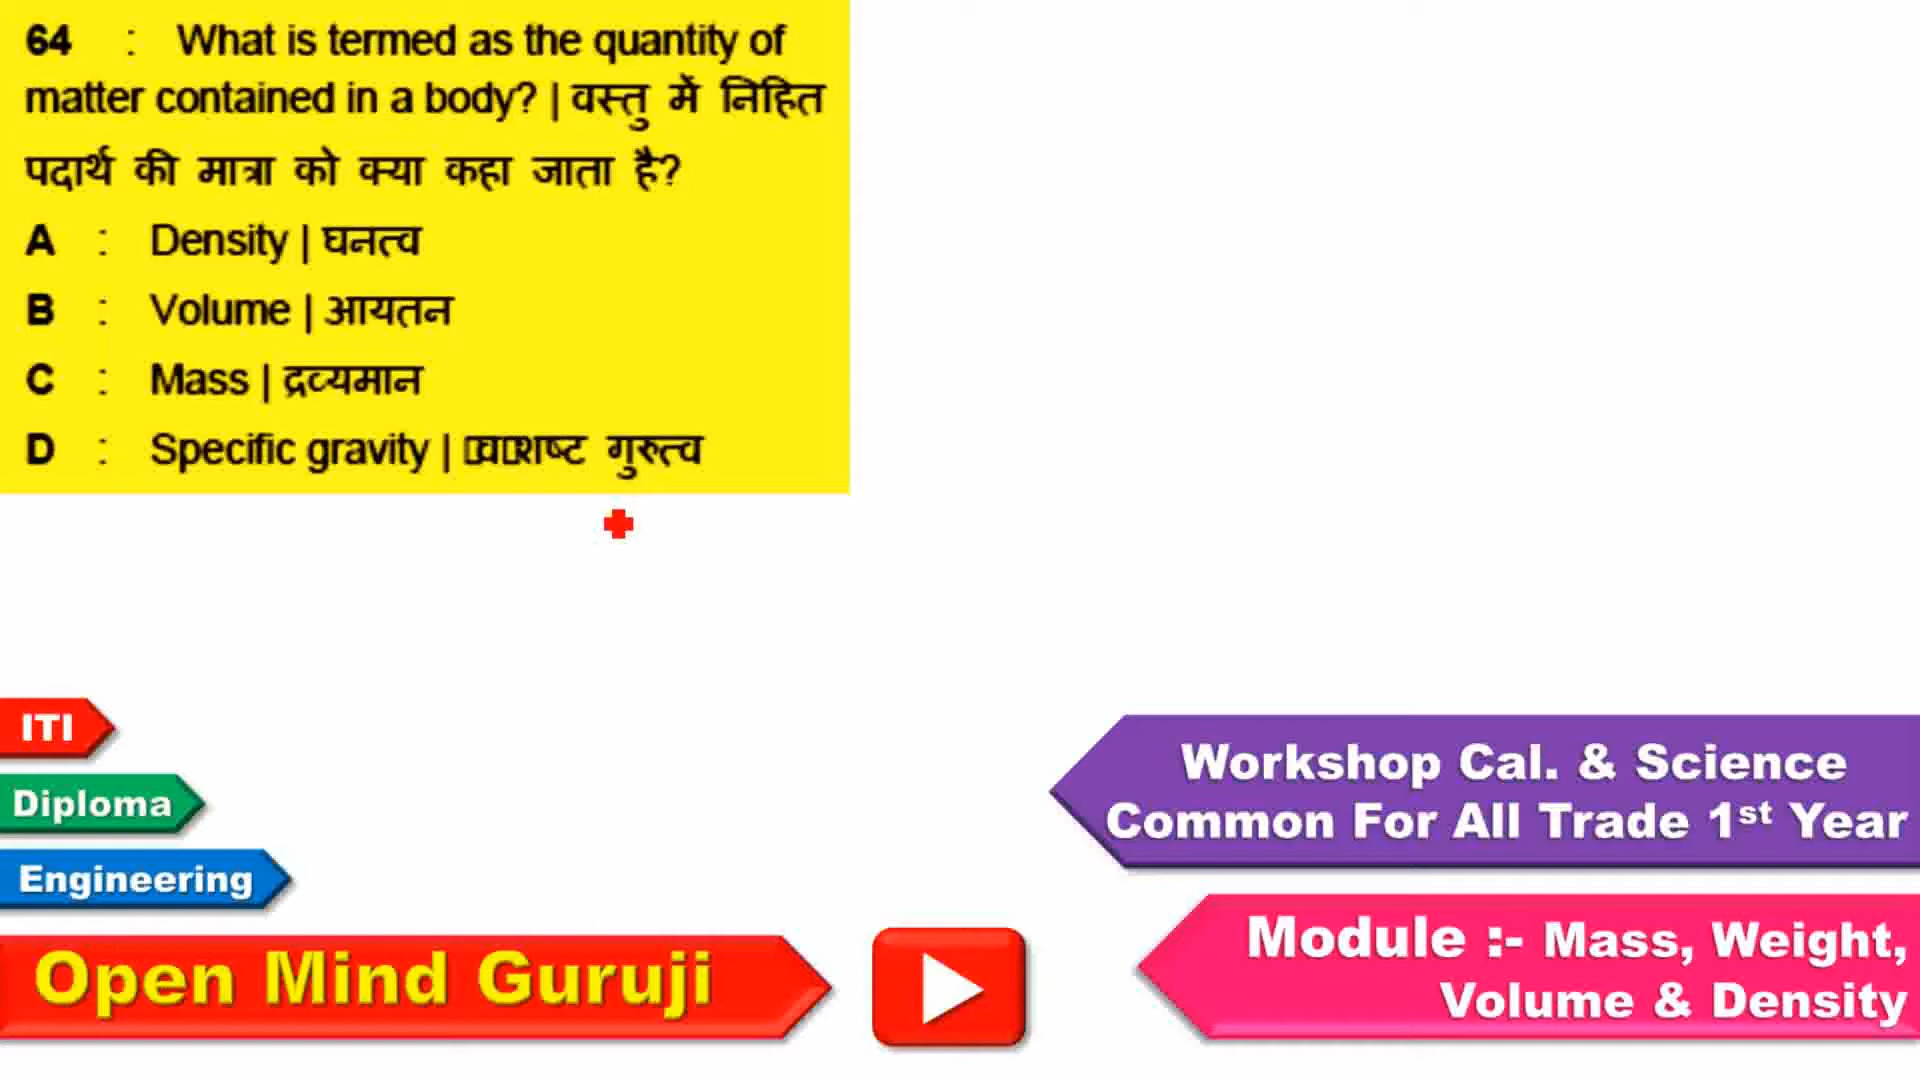 64 : What is termed as the quantity of
matter contained in a body? | वस्तु में निहित
पदार्थ की मात्रा को क्या कहा जाता है?
A : Density | घनत्व
B : Volume | आयतन
C : Mass | द्रव्यमान
D : Specific gravity | गुरुत्व
ITI
Diploma
Engineering
Open Mind Guruji
Workshop Cal. & Science
Common For All Trade 1st Year
Module :- Mass, Weight,
Volume & Density